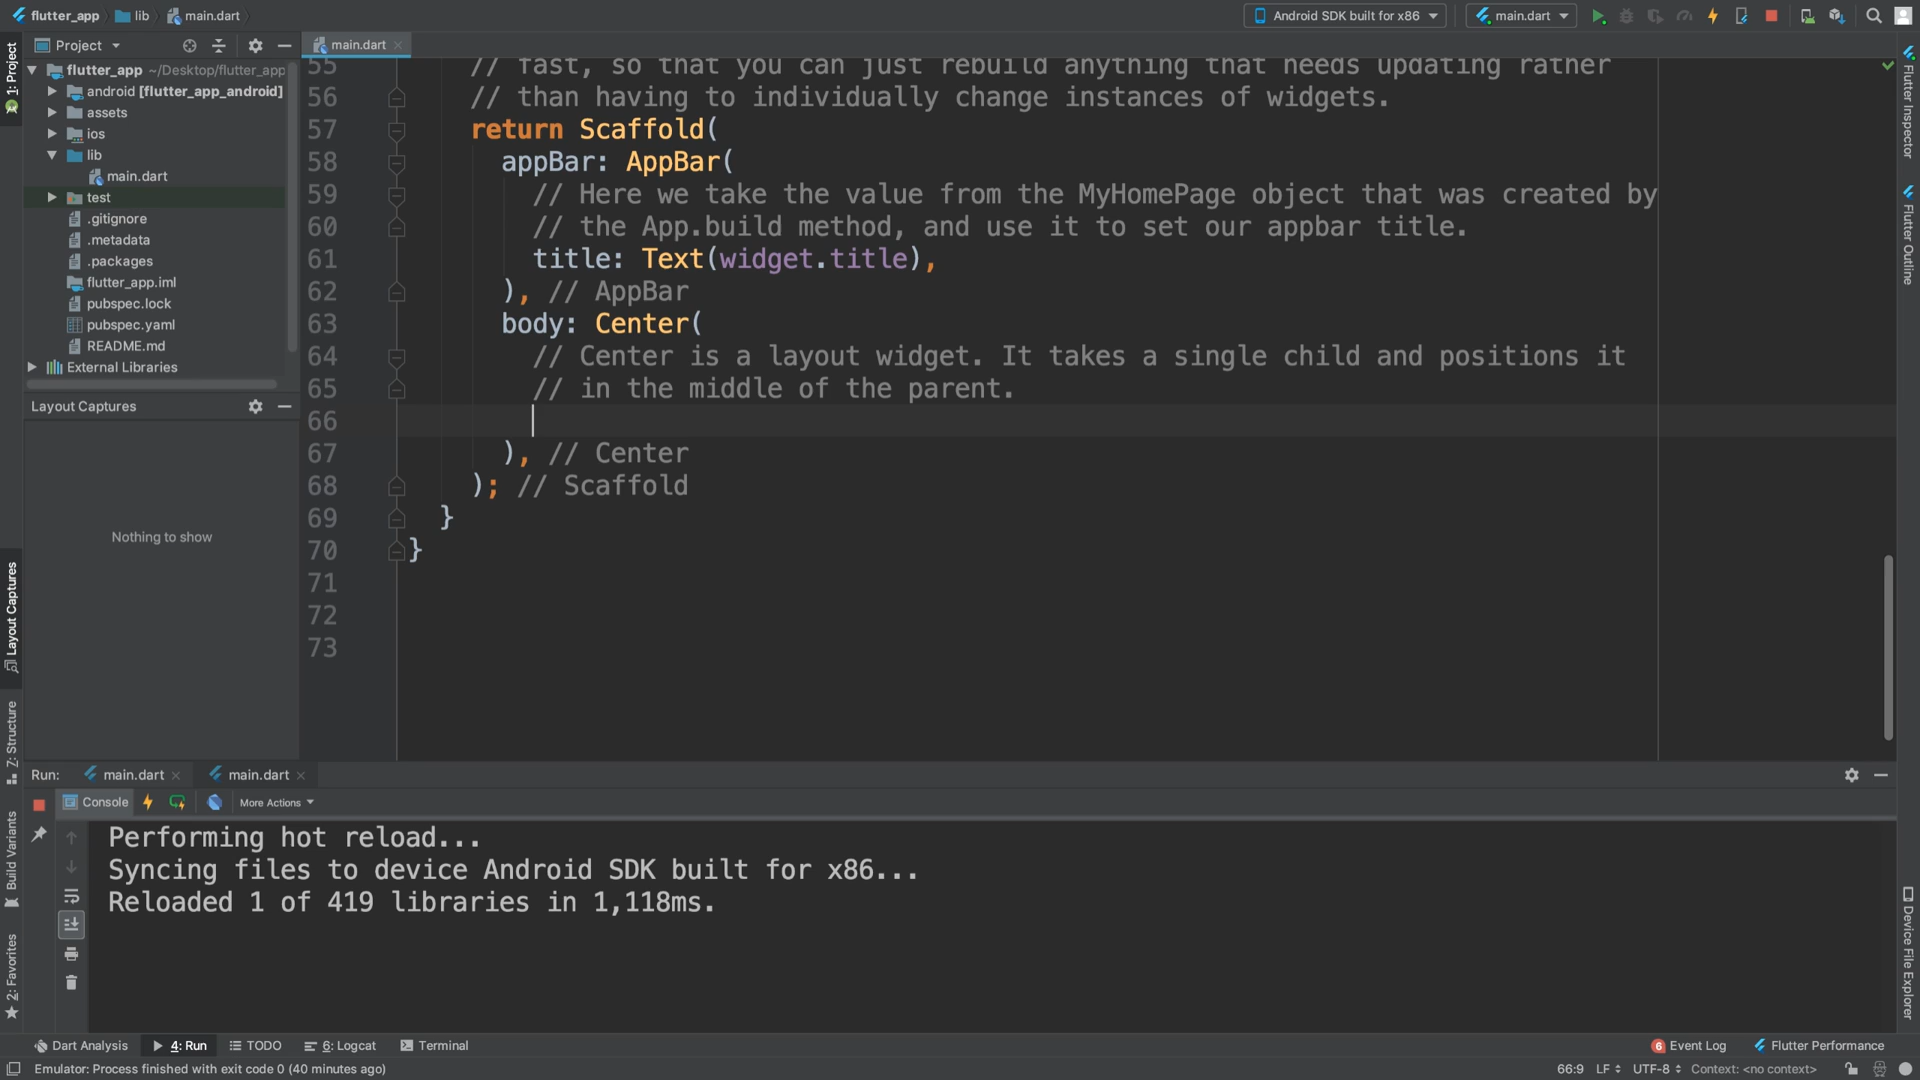 flutter_app lib main.dart Android SDK built for x86 main.dart
Project main.dart
flutter_app ~/Desktop/flutter_app
android [flutter_app_android]
assets
ios
lib
main.dart
test
.gitignore
.metadata
.packages
flutter_app.iml
pubspec.lock
pubspec.yaml
README.md
External Libraries
Layout Captures
Nothing to show
1: Project
Layout Captures
Z: Structure
Build Variants
2: Favorites
55 // fast, so that you can just rebuild anything that needs updating rather
56 // than having to individually change instances of widgets.
57 return Scaffold(
58 appBar: AppBar(
59 // Here we take the value from the MyHomePage object that was created by
60 // the App.build method, and use it to set our appbar title.
61 title: Text(widget.title),
62 ), // AppBar
63 body: Center(
64 // Center is a layout widget. It takes a single child and positions it
65 // in the middle of the parent.
66
67 ), // Center
68 ); // Scaffold
69 }
70 }
71
72
73
Flutter Inspector
Flutter Outline
Device File Explorer
Run: main.dart main.dart
Console More Actions
Performing hot reload...
Syncing files to device Android SDK built for x86...
Reloaded 1 of 419 libraries in 1,118ms.
Dart Analysis 4: Run TODO 6: Logcat Terminal 6 Event Log Flutter Performance
Emulator: Process finished with exit code 0 (40 minutes ago) 66:9 LF UTF-8 Context: <no context>